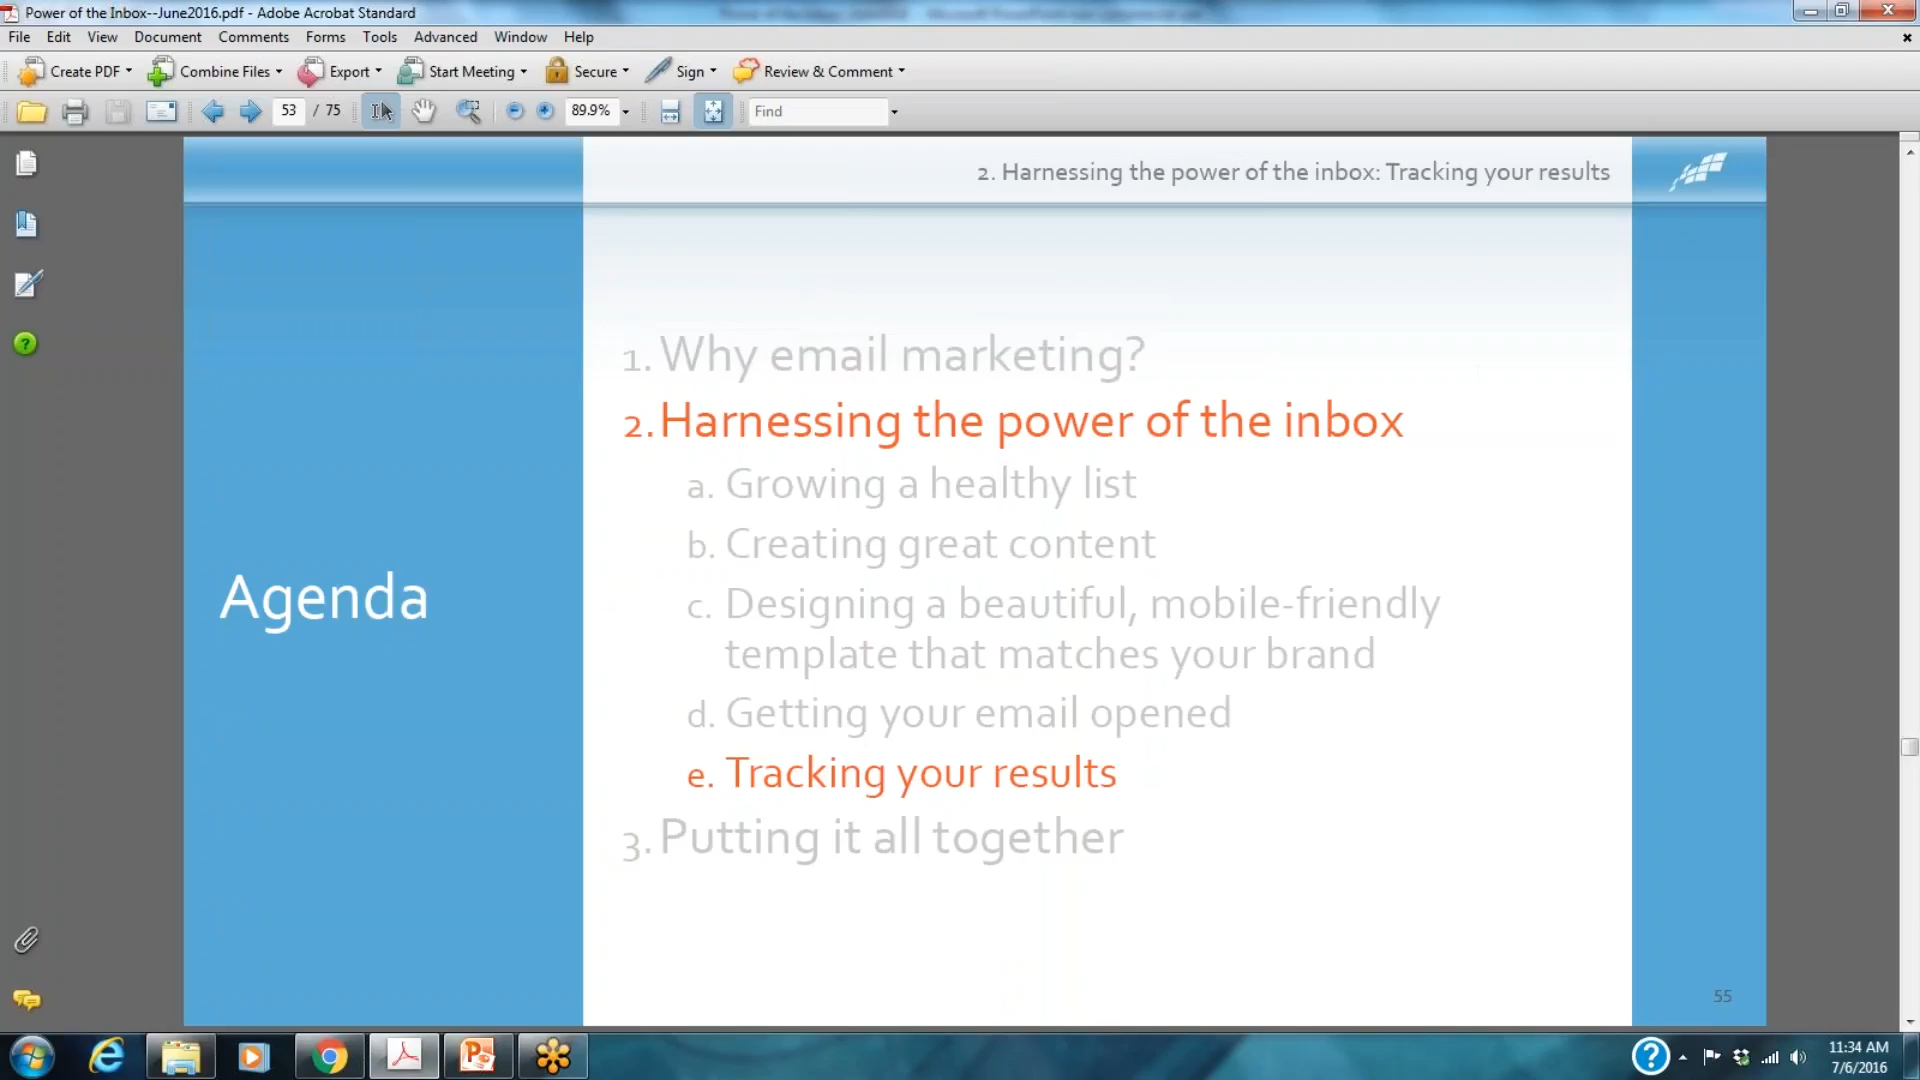 Power of the Inbox--June2016.pdf - Adobe Acrobat Standard
File Edit View Document Comments Forms Tools Advanced Window Help
Create PDF Combine Files Export Start Meeting Secure Sign Review & Comment
53 / 75 89.9% Find
2. Harnessing the power of the inbox: Tracking your results
Agenda
1. Why email marketing?
2. Harnessing the power of the inbox
a. Growing a healthy list
b. Creating great content
c. Designing a beautiful, mobile-friendly
template that matches your brand
d. Getting your email opened
e. Tracking your results
3. Putting it all together
55
11:34 AM
7/6/2016